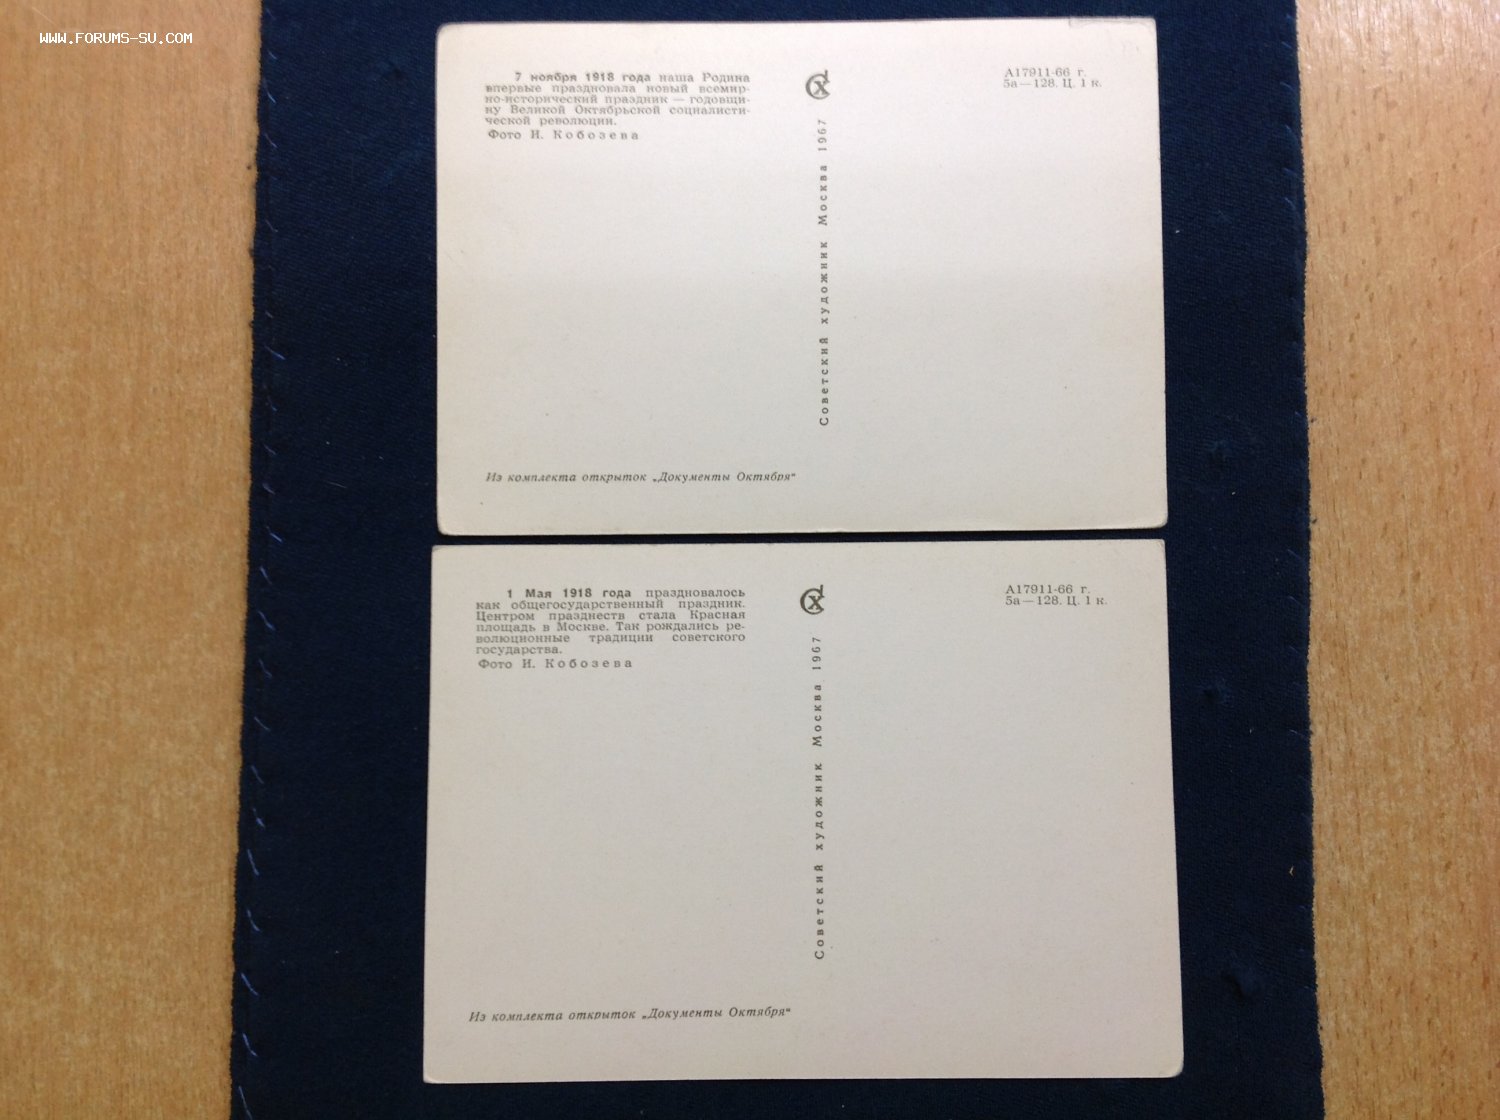 WWW.FORUMS-SU.COM
7 ноября 1918 года наша Родина
впервые праздновала новый всемир-
но-исторический праздник — годовщи-
ну Великой Октябрьской социалисти-
ческой революции.
Фото И. Кобозева
Из комплекта открыток „Документы Октября“
СХ
Советский художник Москва 1967
А17911-66 г.
5а—128. Ц. 1 к.
1 Мая 1918 года праздновалось
как общегосударственный праздник.
Центром празднеств стала Красная
площадь в Москве. Так рождались ре-
волюционные традиции советского
государства.
Фото И. Кобозева
Из комплекта открыток „Документы Октября“
СХ
Советский художник Москва 1967
А17911-66 г.
5а—128. Ц. 1 к.